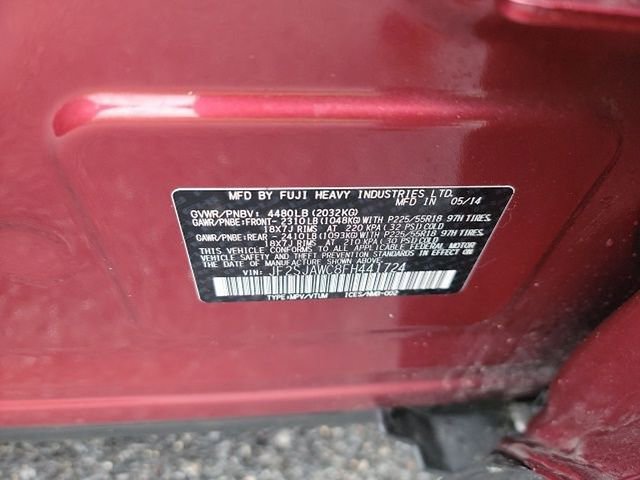 MFD BY FUJI HEAVY INDUSTRIES LTD.
MFD IN 05/14
GVWR/PNBV: 4480LB(2032KG)
GAWR/PNBE:FRONT- 2310LB(1048KG)WITH P225/55R18 97H TIRES,
18X7J RIMS AT 220 KPA(32 PSI)COLD
GAWR/PNBE:REAR - 2410LB(1093KG)WITH P225/55R18 97H TIRES,
18X7J RIMS AT 210 KPA(30 PSI)COLD
THIS VEHICLE CONFORMS TO ALL APPLICABLE FEDERAL MOTOR
VEHICLE SAFETY AND THEFT PREVENTION STANDARDS IN EFFECT
ON THE DATE OF MANUFACTURE SHOWN ABOVE.
VIN: JF2SJAWC8FH441724
TYPE:MPV/VTUM ICES/NMB-002